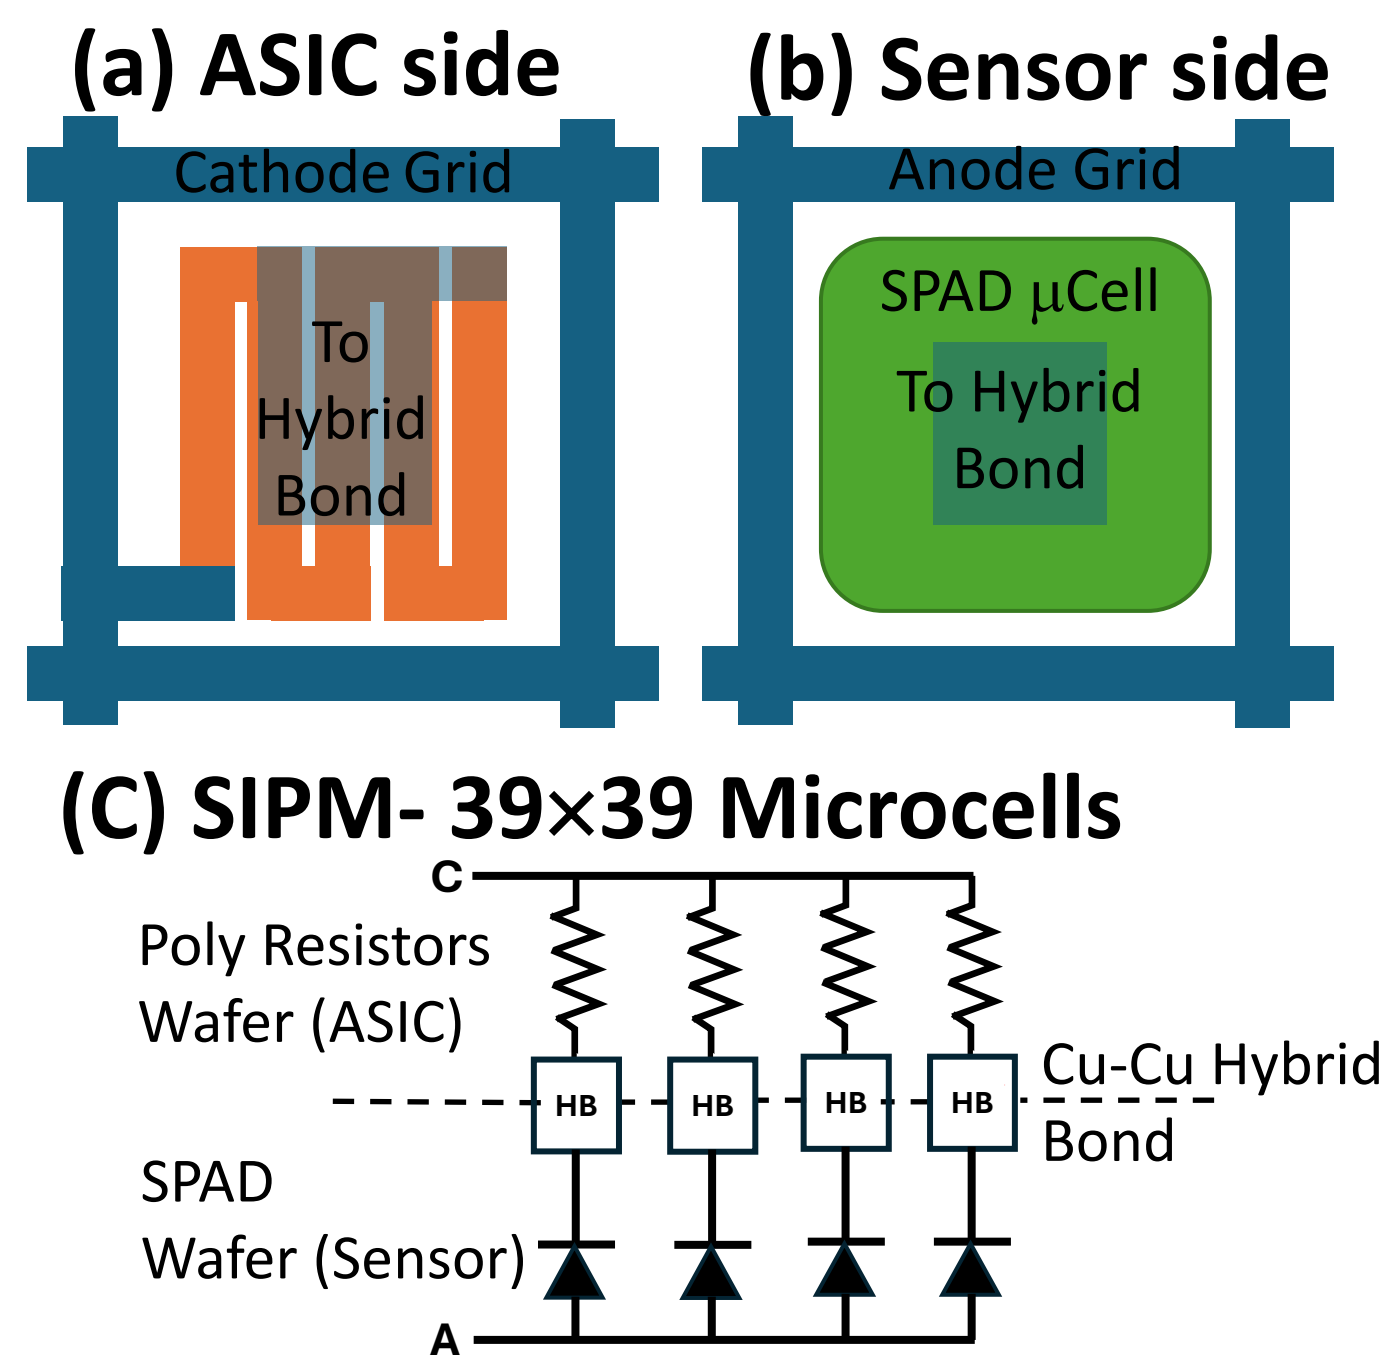 (a) ASIC side
(b) Sensor side
Cathode Grid
Anode Grid
To
Hybrid
Bond
SPAD μCell
To Hybrid
Bond
(C) SIPM- 39×39 Microcells
C
Poly Resistors
Wafer (ASIC)
HB
HB
HB
HB
Cu-Cu Hybrid
Bond
SPAD
Wafer (Sensor)
A